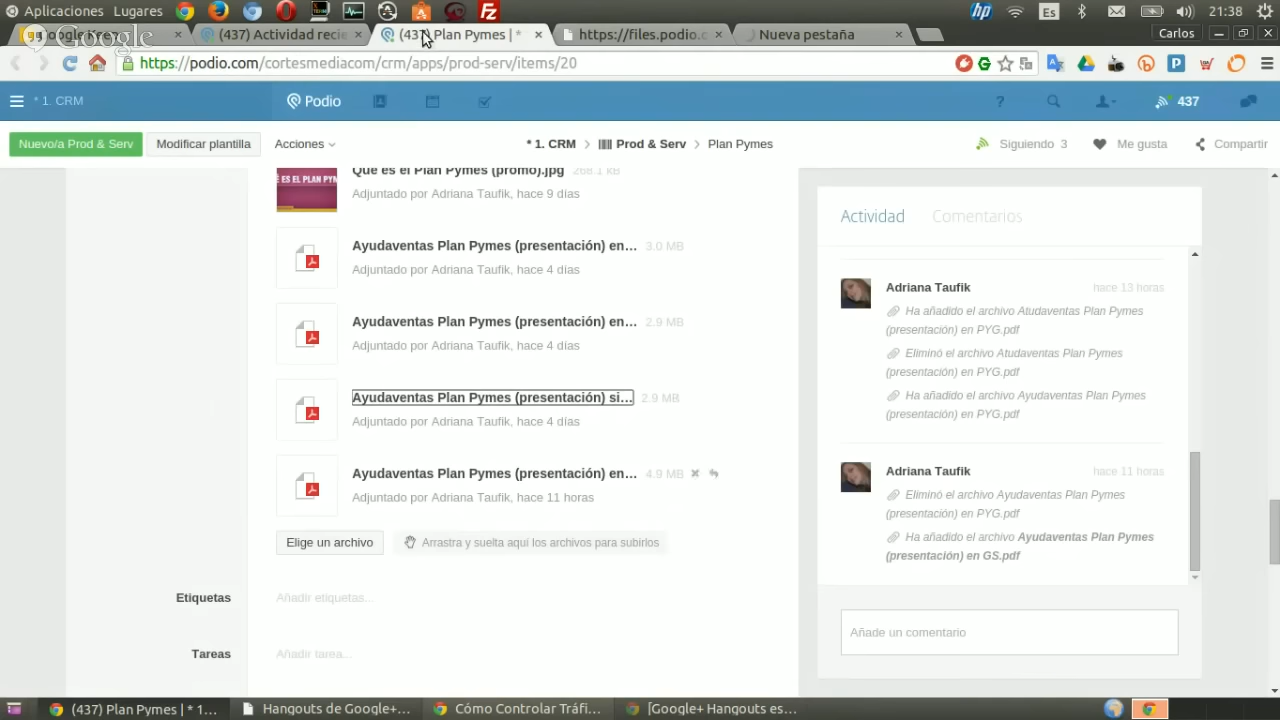 Aplicaciones Lugares
Es
21:38
(437) Actividad recie
(437) Plan Pymes | *
https://files.podio.c
Nueva pestaña
Carlos
Google
https://podio.com/cortesmediacom/crm/apps/prod-serv/items/20
* 1. CRM
Podio
?
437
Nuevo/a Prod & Serv
Modificar plantilla
Acciones
* 1. CRM > Prod & Serv > Plan Pymes
Siguiendo 3
Me gusta
Compartir
Que es el Plan Pymes (promo).jpg 268.1 kB
Adjuntado por Adriana Taufik, hace 9 días
Ayudaventas Plan Pymes (presentación) en... 3.0 MB
Adjuntado por Adriana Taufik, hace 4 días
Ayudaventas Plan Pymes (presentación) en... 2.9 MB
Adjuntado por Adriana Taufik, hace 4 días
Ayudaventas Plan Pymes (presentación) si... 2.9 MB
Adjuntado por Adriana Taufik, hace 4 días
Ayudaventas Plan Pymes (presentación) en... 4.9 MB
Adjuntado por Adriana Taufik, hace 11 horas
Elige un archivo
Arrastra y suelta aquí los archivos para subirlos
Etiquetas
Añadir etiquetas...
Tareas
Añadir tarea...
Actividad
Comentarios
Adriana Taufik
hace 13 horas
Ha añadido el archivo Atudaventas Plan Pymes
(presentación) en PYG.pdf
Eliminó el archivo Atudaventas Plan Pymes
(presentación) en PYG.pdf
Ha añadido el archivo Ayudaventas Plan Pymes
(presentación) en PYG.pdf
Adriana Taufik
hace 11 horas
Eliminó el archivo Ayudaventas Plan Pymes
(presentación) en PYG.pdf
Ha añadido el archivo Ayudaventas Plan Pymes
(presentación) en GS.pdf
Añade un comentario
(437) Plan Pymes | * 1...
Hangouts de Google+...
Cómo Controlar Tráfi...
[Google+ Hangouts es...